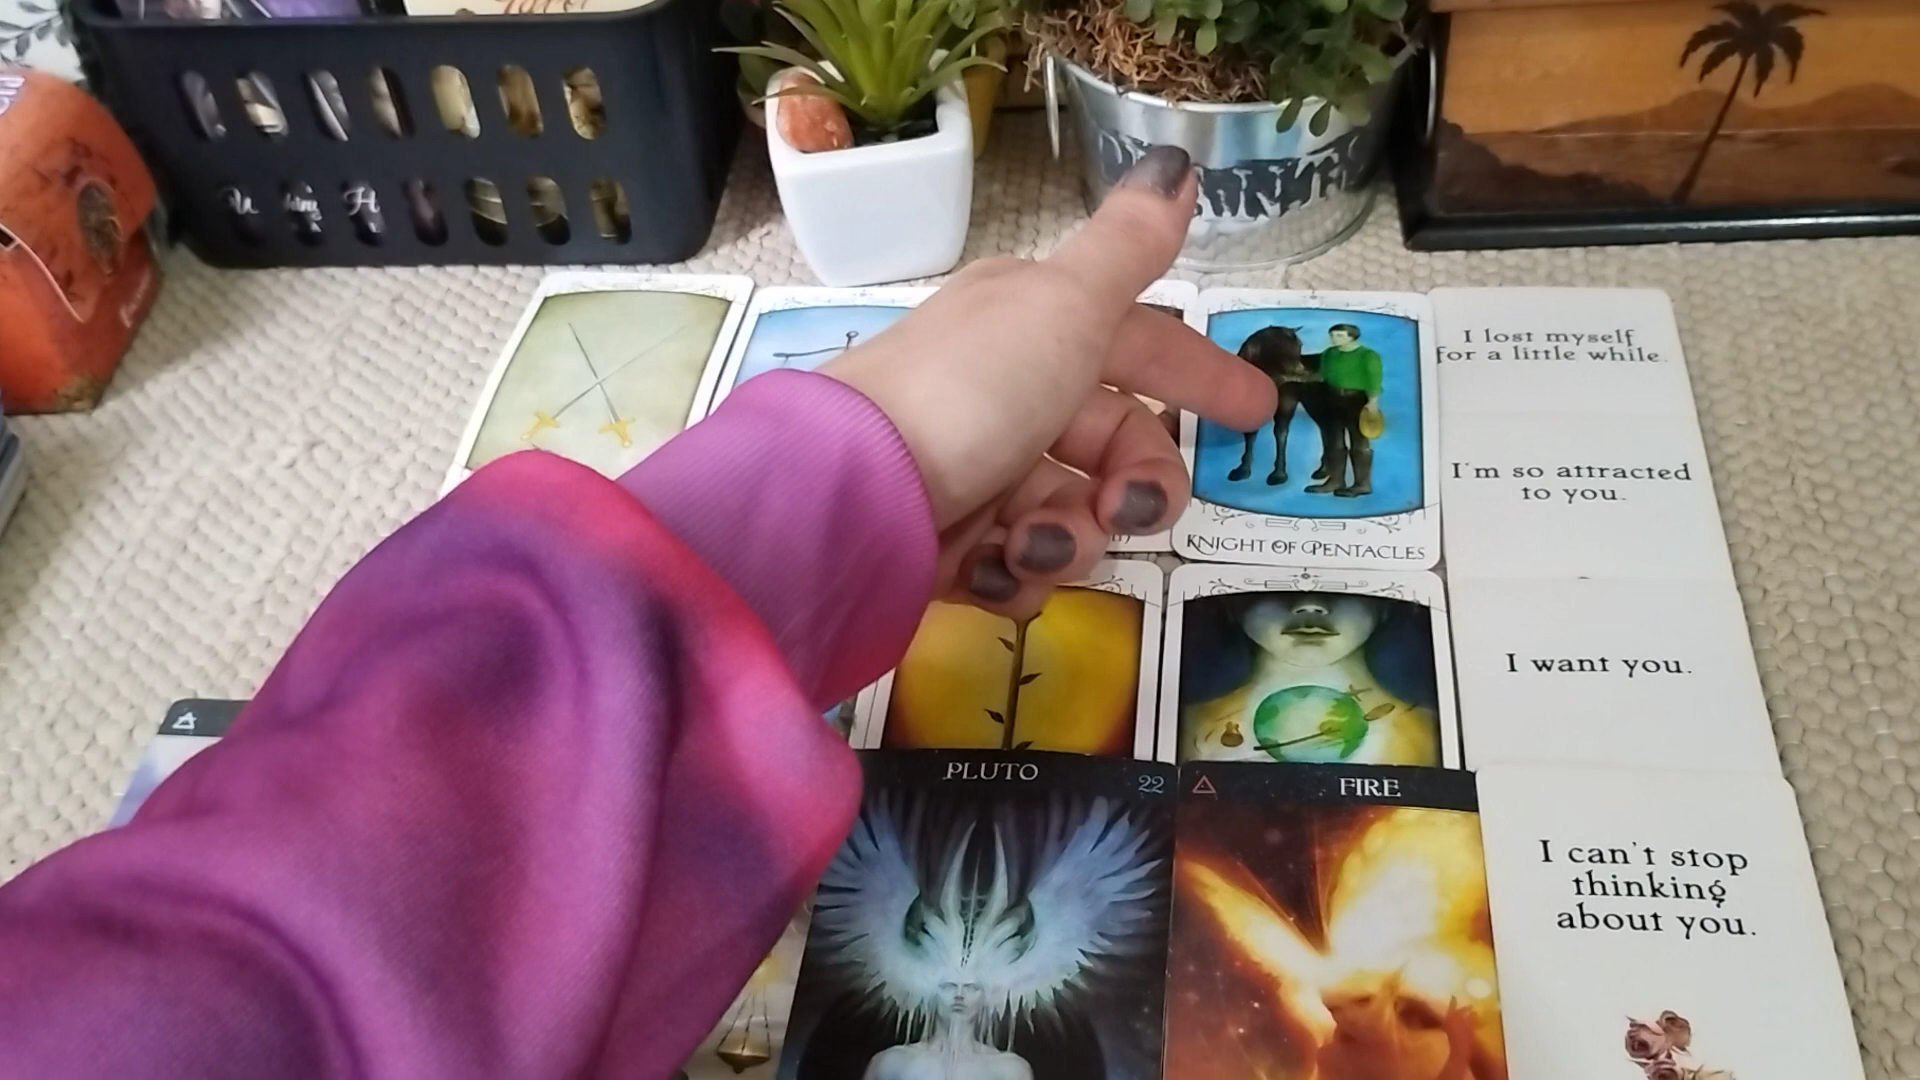 I lost myself
for a little while.
I'm so attracted
to you.
KNIGHT OF PENTACLES
I want you.
PLUTO
22
FIRE
I can't stop
thinking
about you.